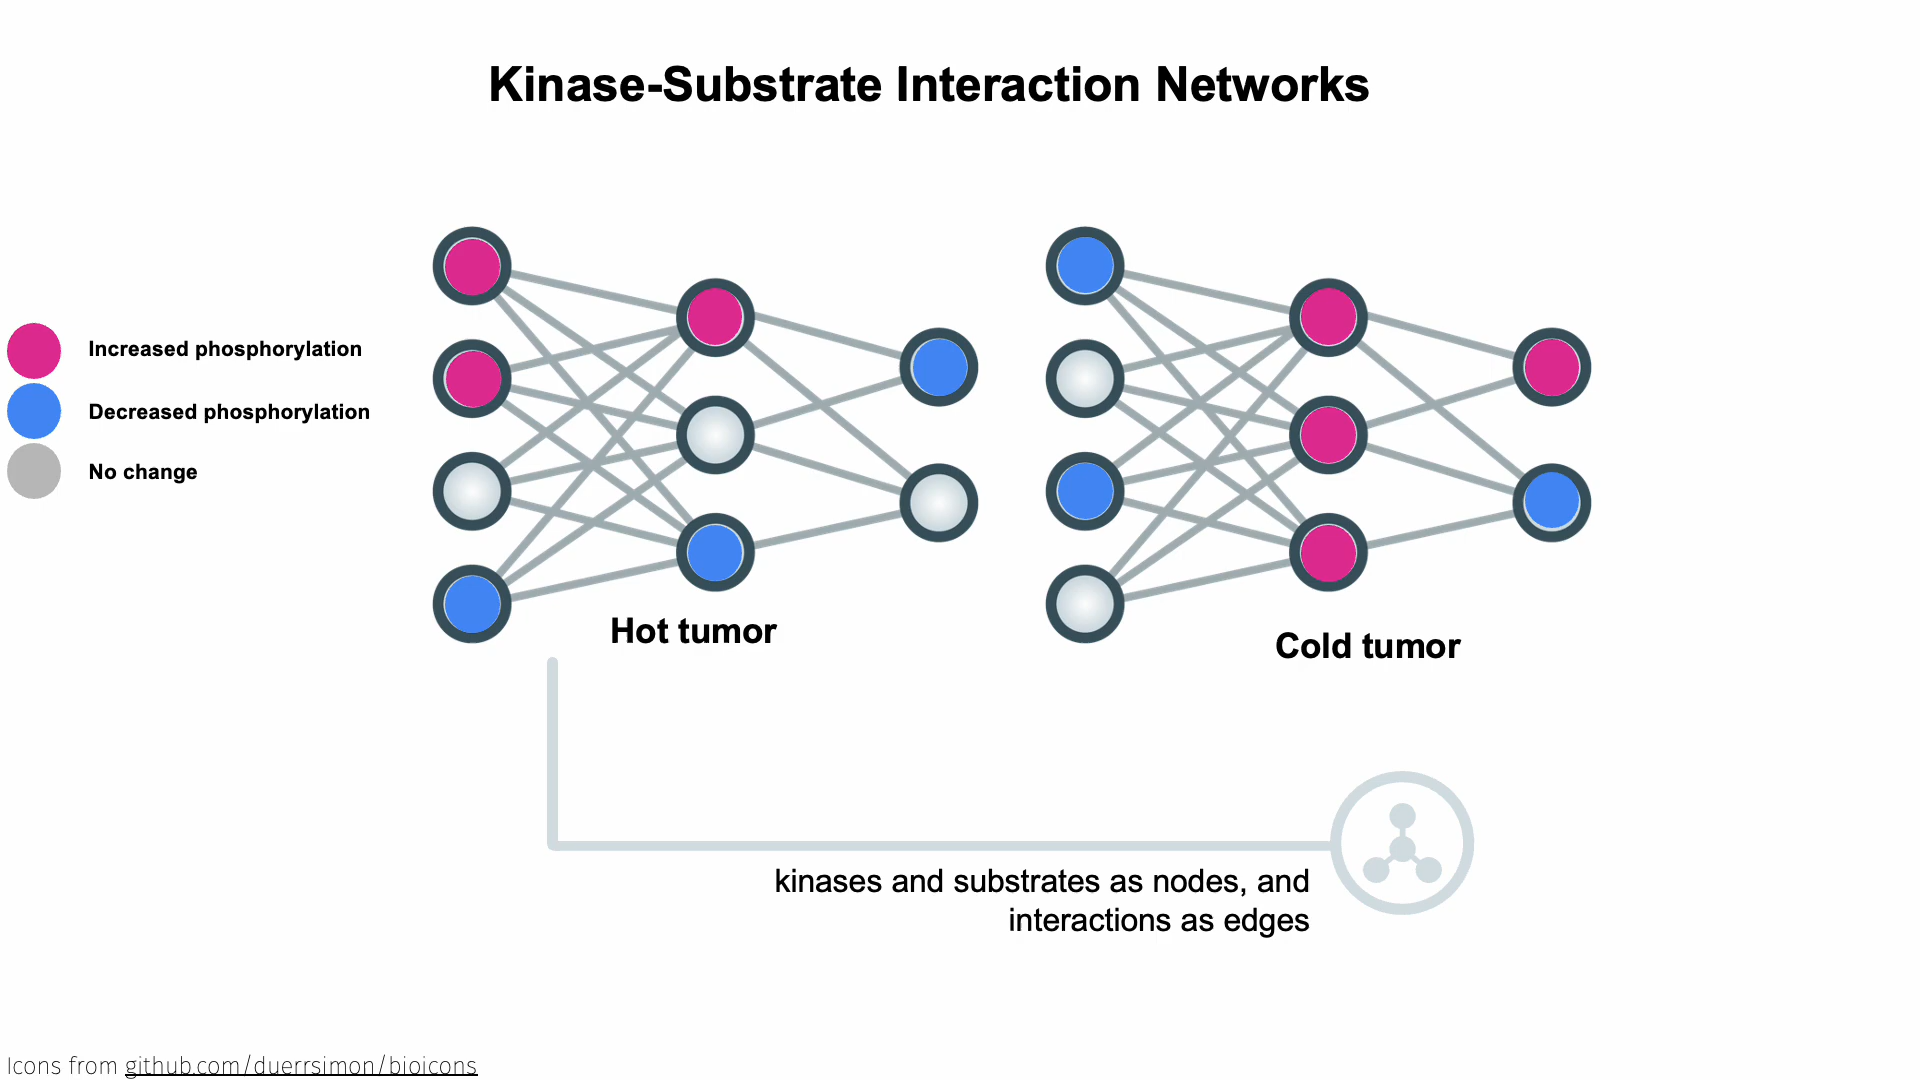 Kinase-Substrate Interaction Networks
Increased phosphorylation
Decreased phosphorylation
No change
Hot tumor
Cold tumor
kinases and substrates as nodes, and
interactions as edges
Icons from github.com/duerrsimon/bioicons